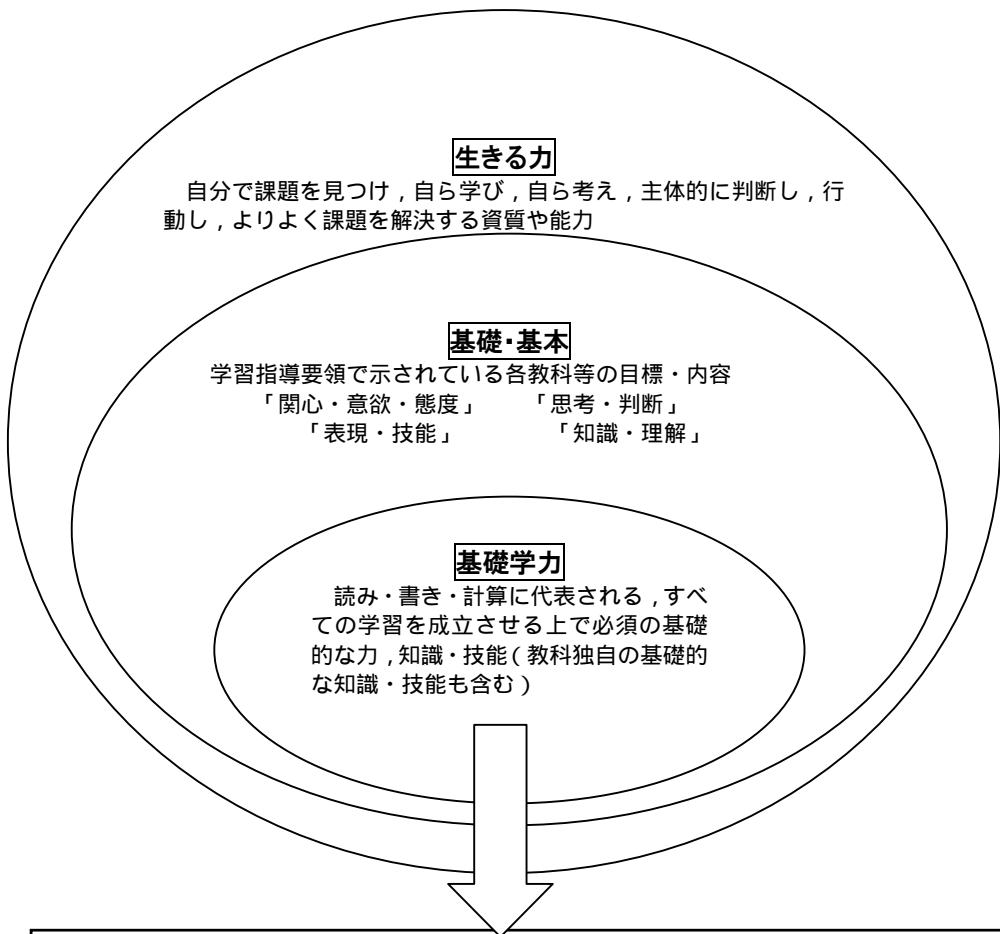 生きる力
自分で課題を見つけ，自ら学び，自ら考え，主体的に判断し，行
動し，よりよく課題を解決する資質や能力
基礎・基本
学習指導要領で示されている各教科等の目標・内容
「関心・意欲・態度」　「思考・判断」
「表現・技能」　「知識・理解」
基礎学力
読み・書き・計算に代表される，すべ
ての学習を成立させる上で必須の基礎
的な力，知識・技能（教科独自の基礎的
な知識・技能も含む）